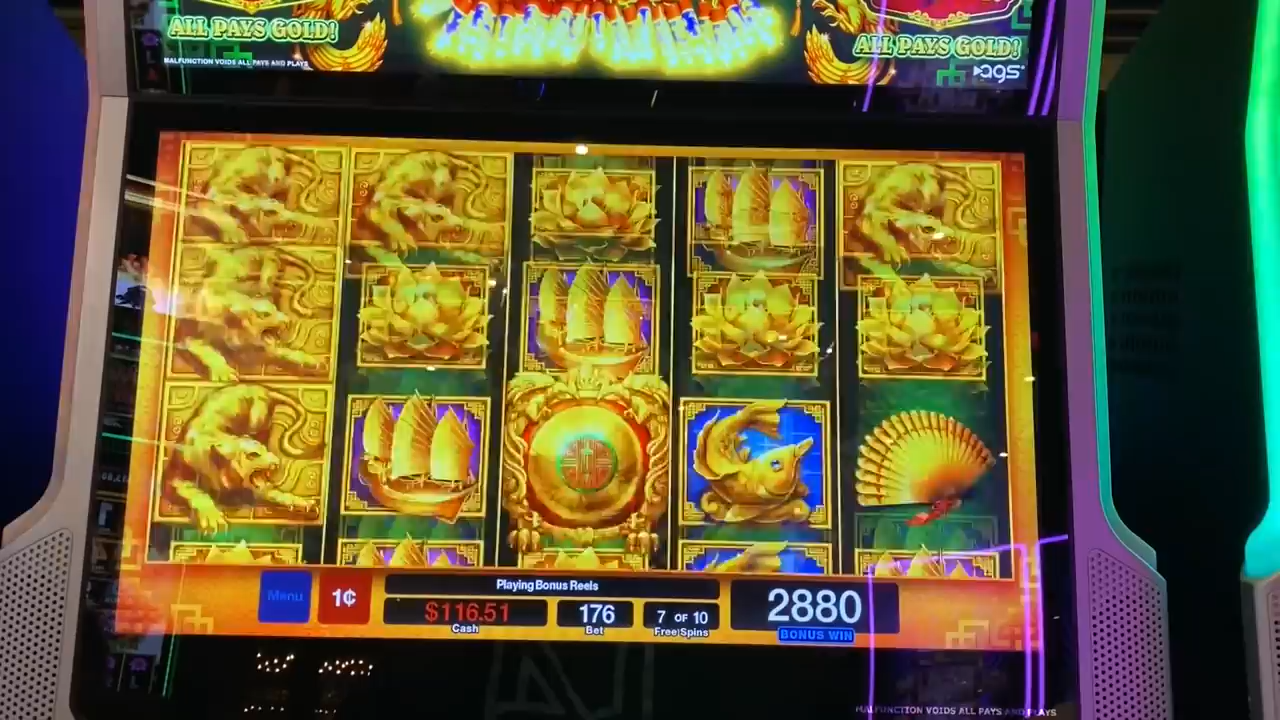 ALL PAYS GOLD!
MALFUNCTION VOIDS ALL PAYS AND PLAYS
ALL PAYS GOLD!
ags
Menu
1¢
Playing Bonus Reels
$116.51
Cash
176
Bet
7 OF 10
Free Spins
2880
BONUS WIN
MALFUNCTION VOIDS ALL PAYS AND PLAYS